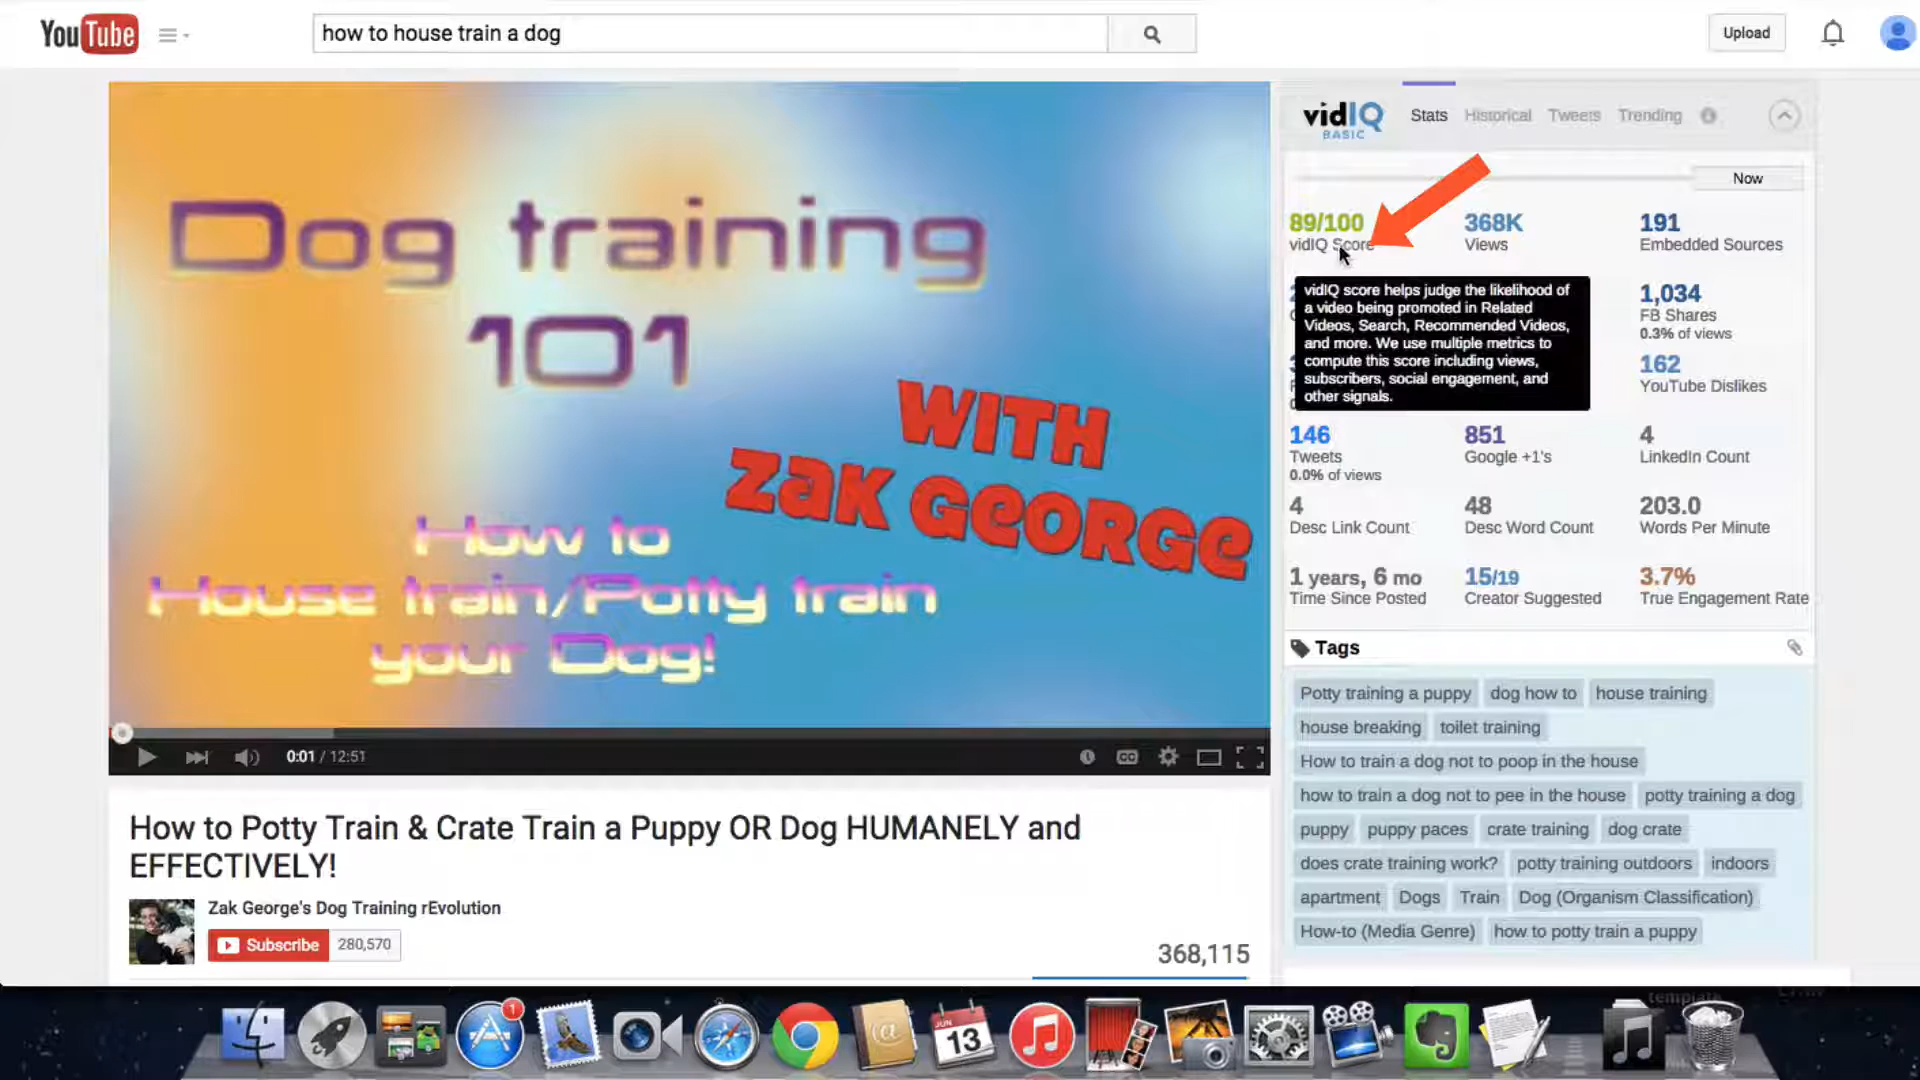 YouTube
how to house train a dog
Upload
Dog training
101
WITH
Zak George
How to
House train/Potty train
your Dog!
0:01 / 12:51
CC
How to Potty Train & Crate Train a Puppy OR Dog HUMANELY and
EFFECTIVELY!
Zak George's Dog Training rEvolution
Subscribe 280,570
368,115
vidIQ
BASIC
Stats Historical Tweets Trending
Now
89/100 368K 191
vidIQ Score Views Embedded Sources
vidIQ score helps judge the likelihood of
a video being promoted in Related
Videos, Search, Recommended Videos,
and more. We use multiple metrics to
compute this score including views,
subscribers, social engagement, and
other signals.
1,034
FB Shares
0.3% of views
162
YouTube Dislikes
146 851 4
Tweets Google +1's LinkedIn Count
0.0% of views
4 48 203.0
Desc Link Count Desc Word Count Words Per Minute
1 years, 6 mo 15/19 3.7%
Time Since Posted Creator Suggested True Engagement Rate
Tags
Potty training a puppy dog how to house training
house breaking toilet training
How to train a dog not to poop in the house
how to train a dog not to pee in the house potty training a dog
puppy puppy paces crate training dog crate
does crate training work? potty training outdoors indoors
apartment Dogs Train Dog (Organism Classification)
How-to (Media Genre) how to potty train a puppy
template
1
JUN
13